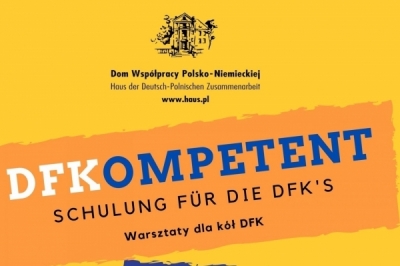 Dom Współpracy Polsko-Niemieckiej
Haus der Deutsch-Polnischen Zusammenarbeit
www.haus.pl
DFKOMPETENT
SCHULUNG FÜR DIE DFK'S
Warsztaty dla kół DFK